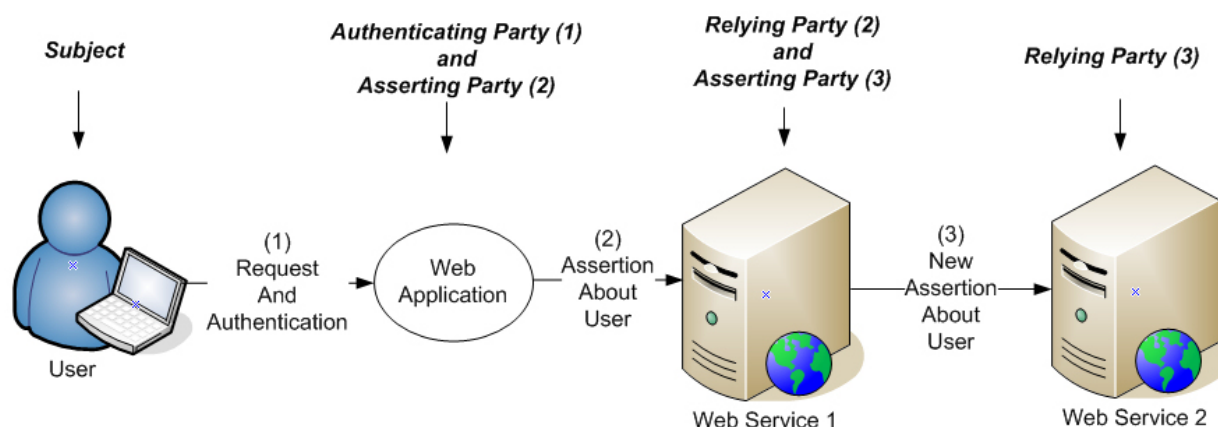 Subject
Authenticating Party (1)
and
Asserting Party (2)
Relying Party (2)
and
Asserting Party (3)
Relying Party (3)
(1)
Request
And
Authentication
Web
Application
(2)
Assertion
About
User
(3)
New
Assertion
About
User
User
Web Service 1
Web Service 2